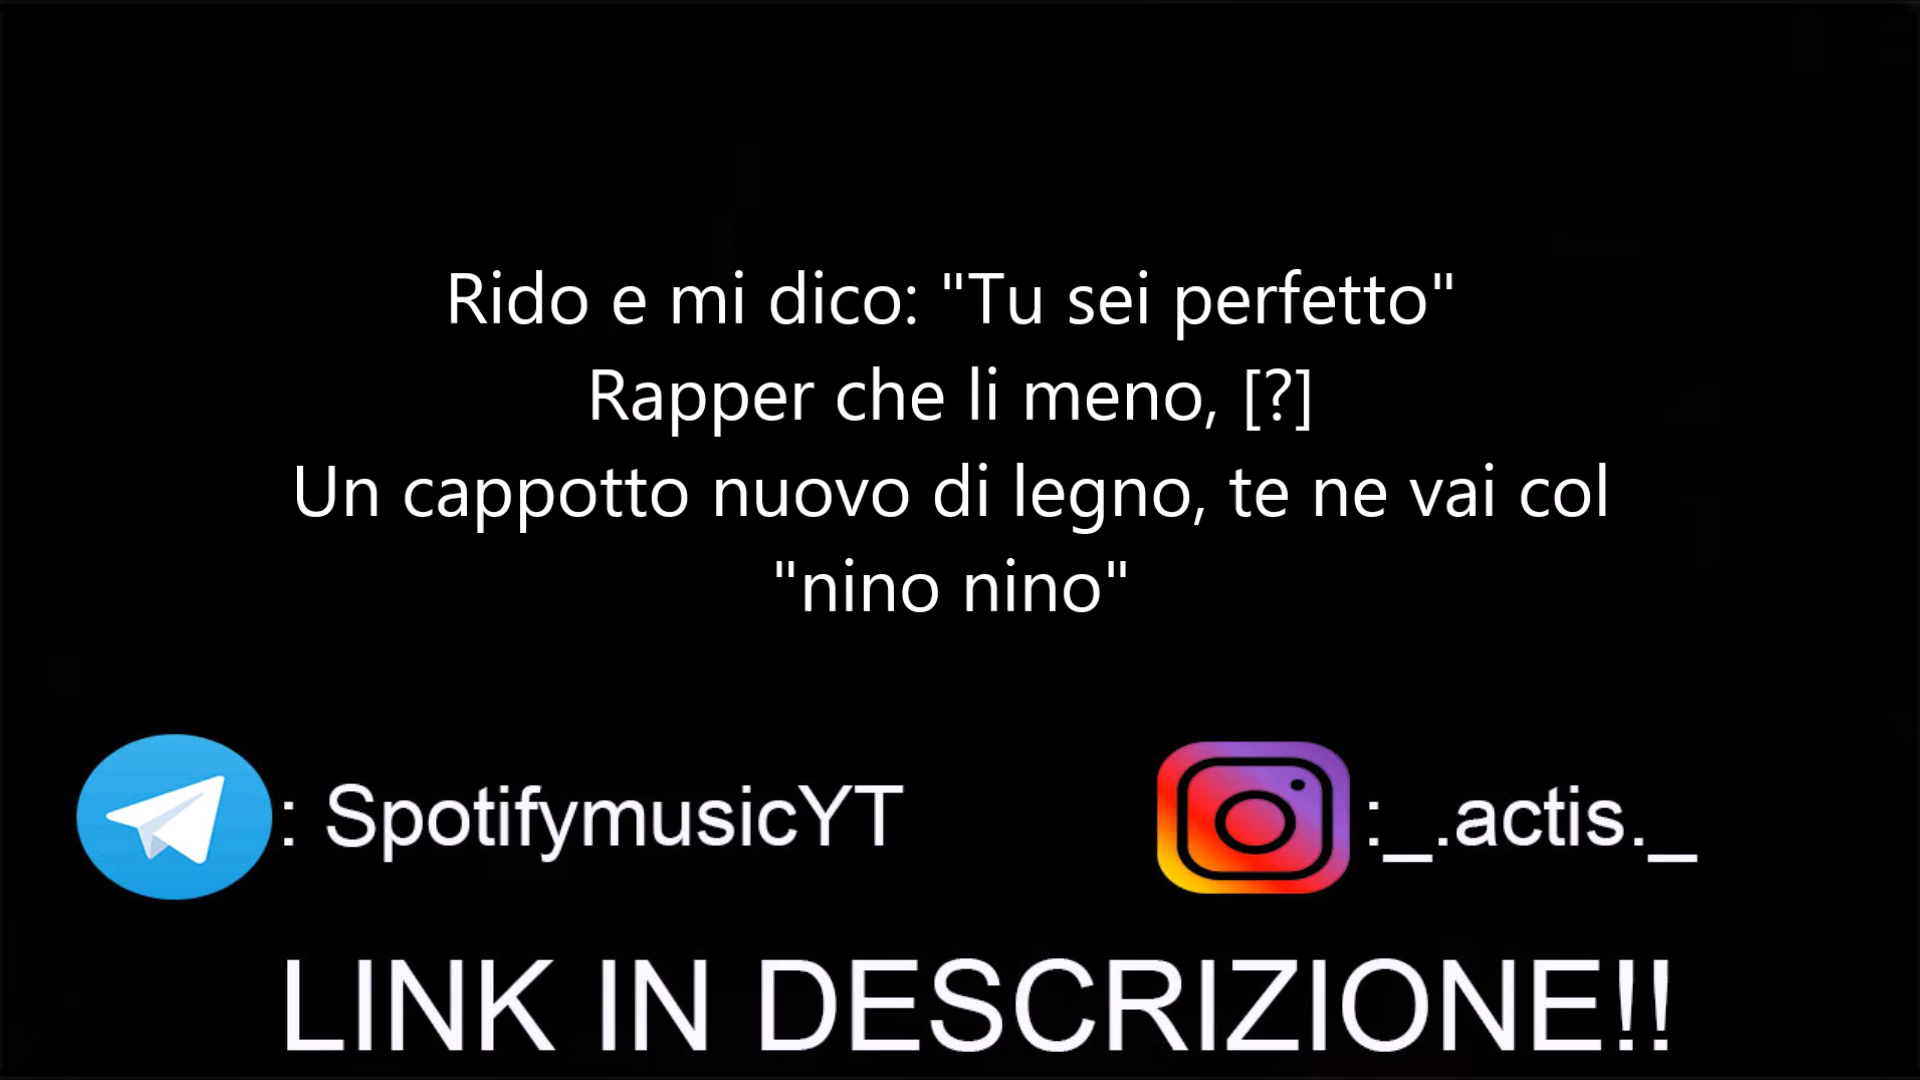 Rido e mi dico: "Tu sei perfetto"
Rapper che li meno, [?]
Un cappotto nuovo di legno, te ne vai col
"nino nino"
: SpotifymusicYT
:_.actis._
LINK IN DESCRIZIONE!!